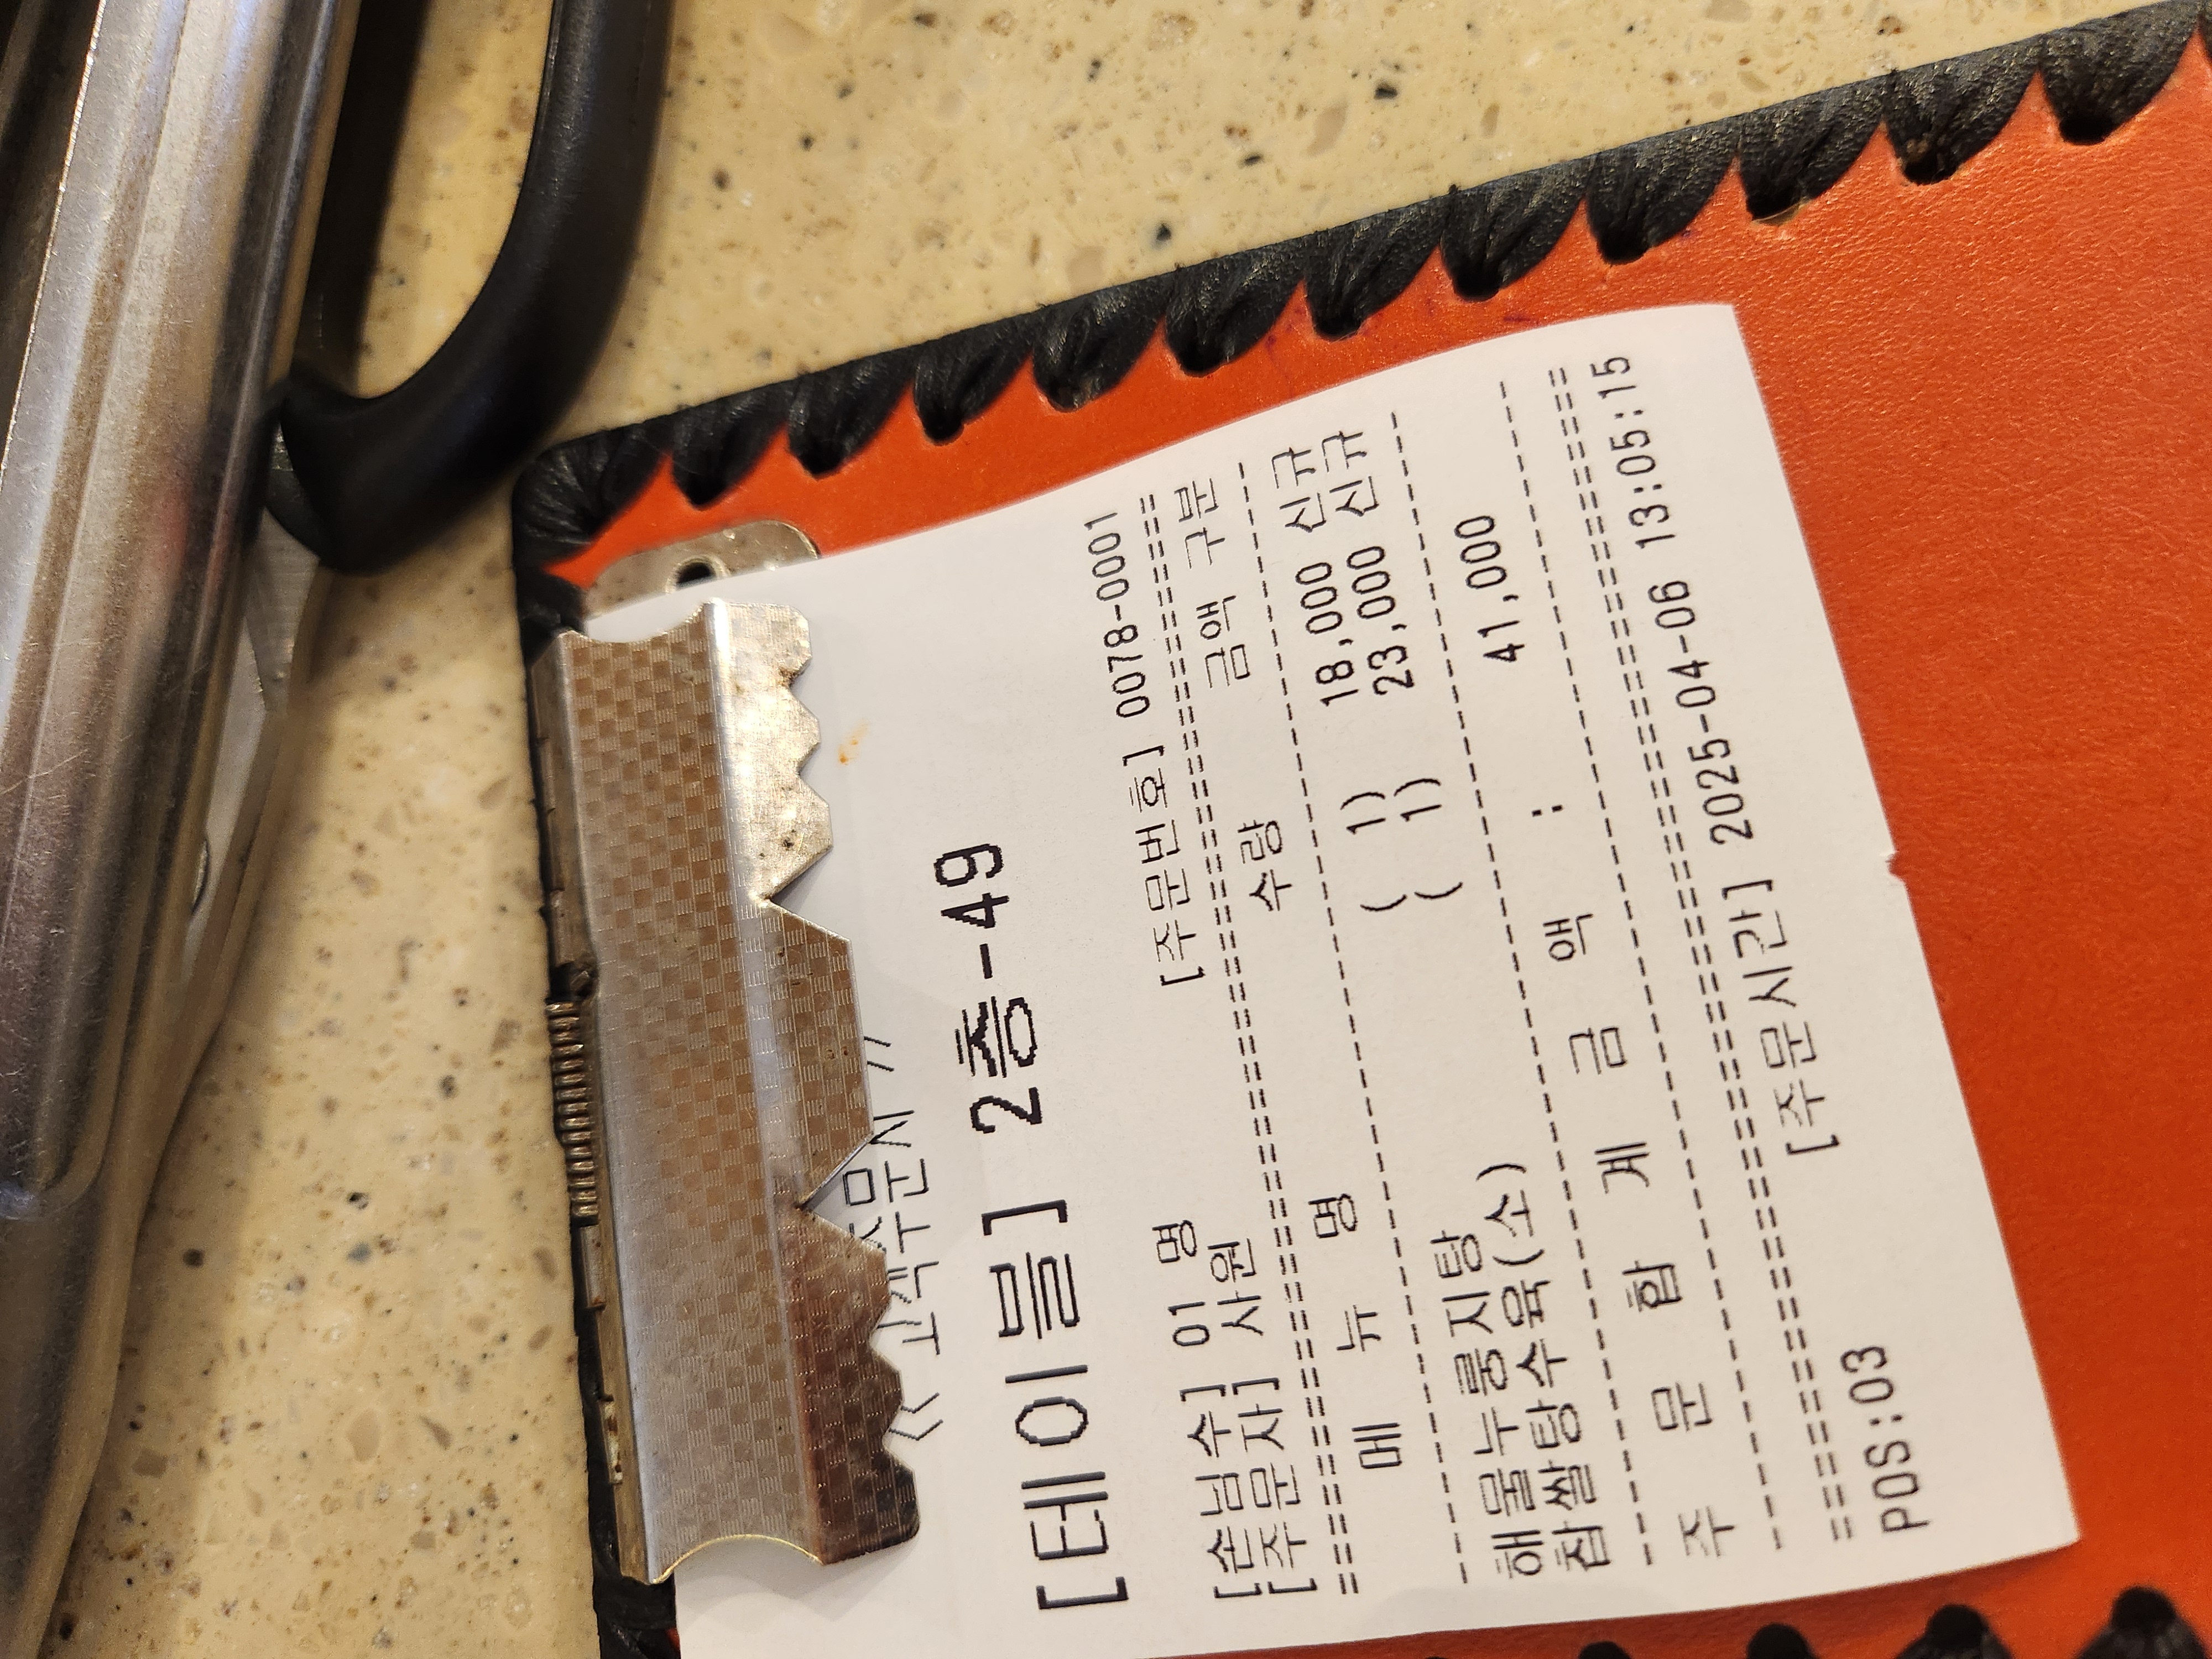 << 고객주문서 >>
[테이블] 2층-49
[주문번호] 0078-0001
[손님수] 01 명
[주문자] 사원
================================================
메 뉴 명 수량 금액 구분
------------------------------------------------
해물누룽지탕 ( 1) 18,000 신규
찹쌀탕수육(소) ( 1) 23,000 신규
------------------------------------------------
주 문 합 계 금 액 : 41,000
------------------------------------------------
================================================
POS:03 [주문시간] 2025-04-06 13:05:15